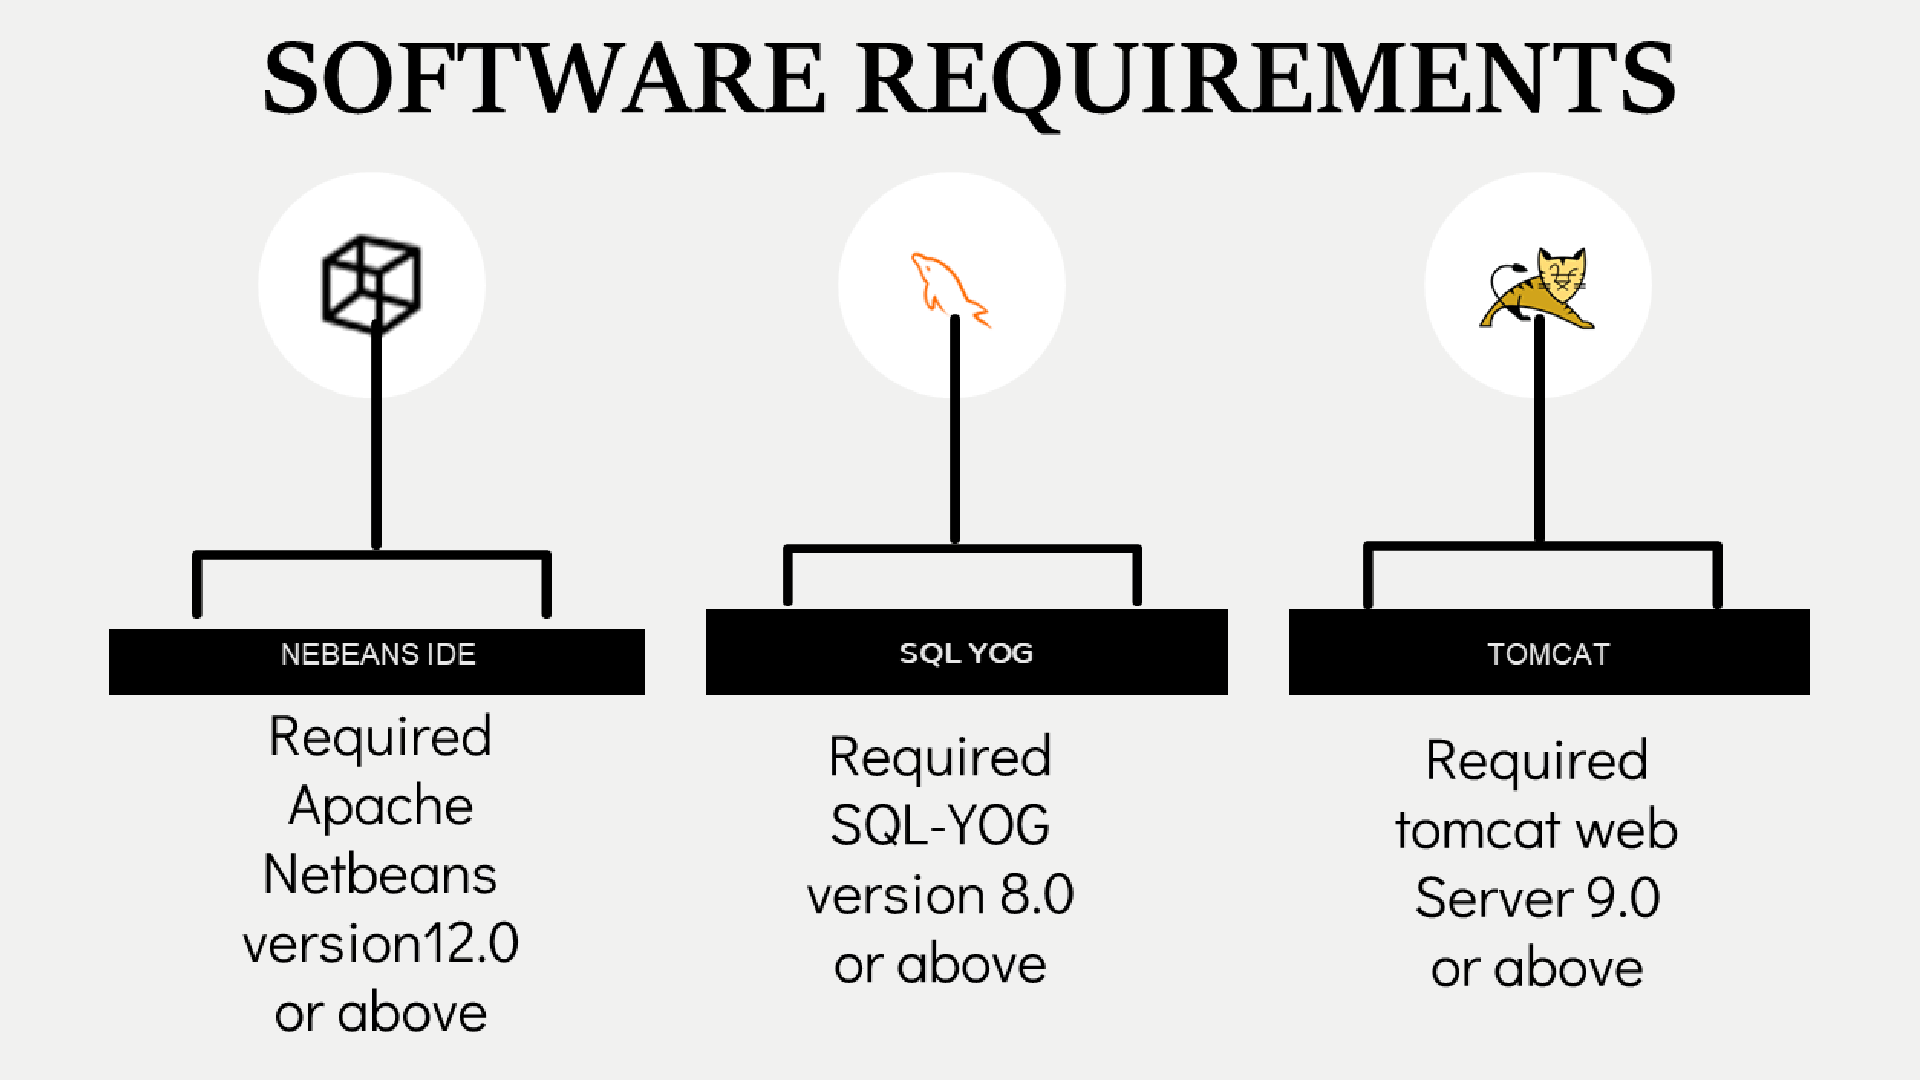 SOFTWARE REQUIREMENTS
NEBEANS IDE
Required
Apache
Netbeans
version12.0
or above
SQL YOG
Required
SQL-YOG
version 8.0
or above
TOMCAT
Required
tomcat web
Server 9.0
or above